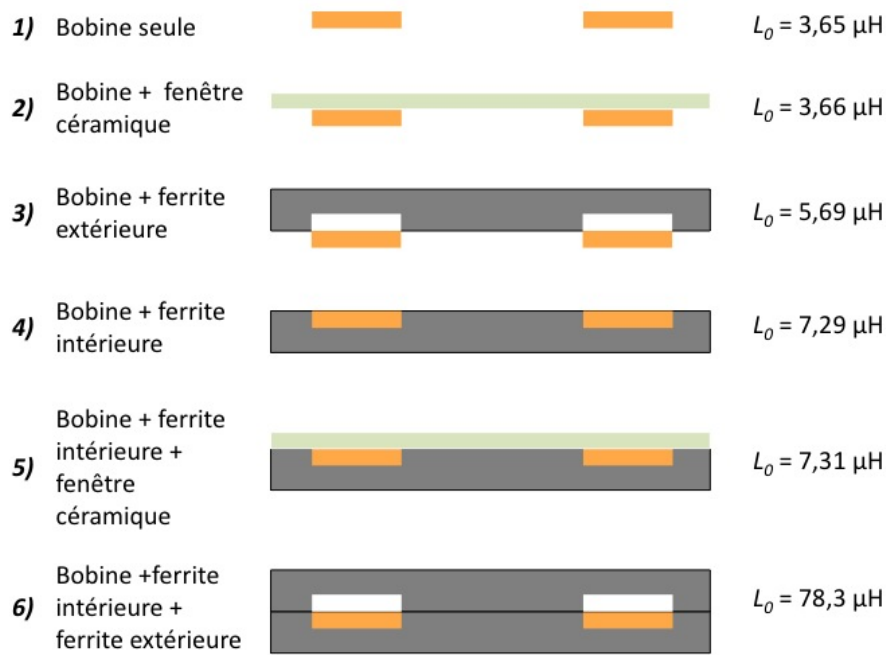 1) Bobine seule L0 = 3,65 µH
2) Bobine + fenêtre
céramique L0 = 3,66 µH
3) Bobine + ferrite
extérieure L0 = 5,69 µH
4) Bobine + ferrite
intérieure L0 = 7,29 µH
5) Bobine + ferrite
intérieure +
fenêtre
céramique L0 = 7,31 µH
6) Bobine +ferrite
intérieure +
ferrite extérieure L0 = 78,3 µH